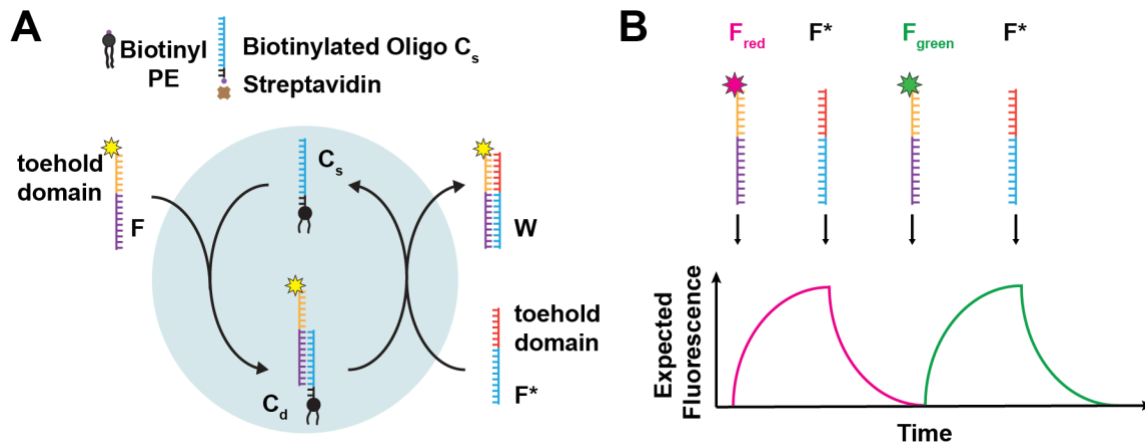 A
Biotinyl
PE
Biotinylated Oligo Cs
Streptavidin
toehold
domain
F
Cs
W
Cd
toehold
domain
F*
B
Fred
F*
Fgreen
F*
Expected
Fluorescence
Time